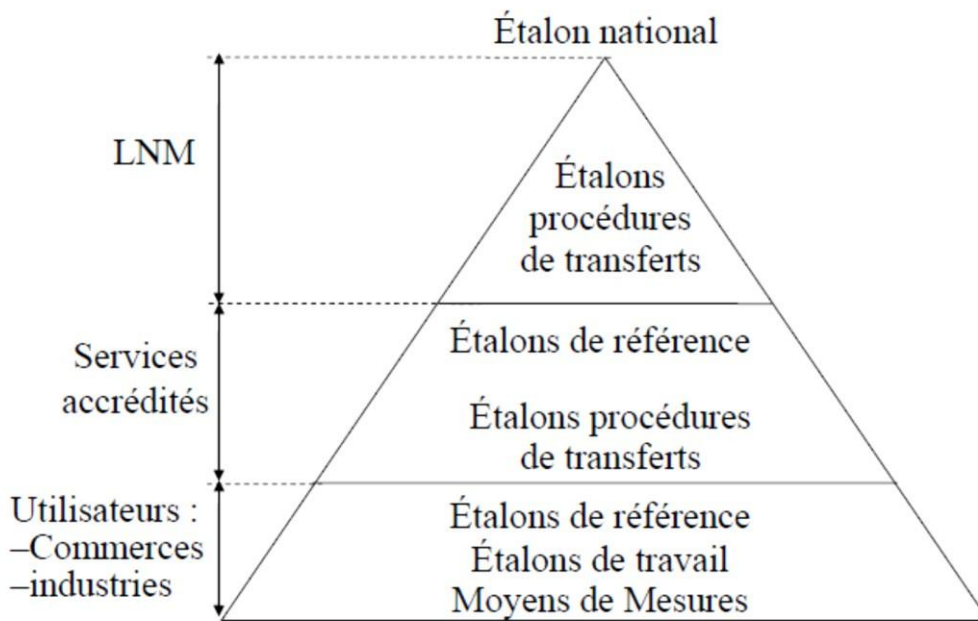 Étalon national
LNM
Étalons
procédures
de transferts
Services
accrédités
Étalons de référence
Étalons procédures
de transferts
Utilisateurs :
–Commerces
–industries
Étalons de référence
Étalons de travail
Moyens de Mesures